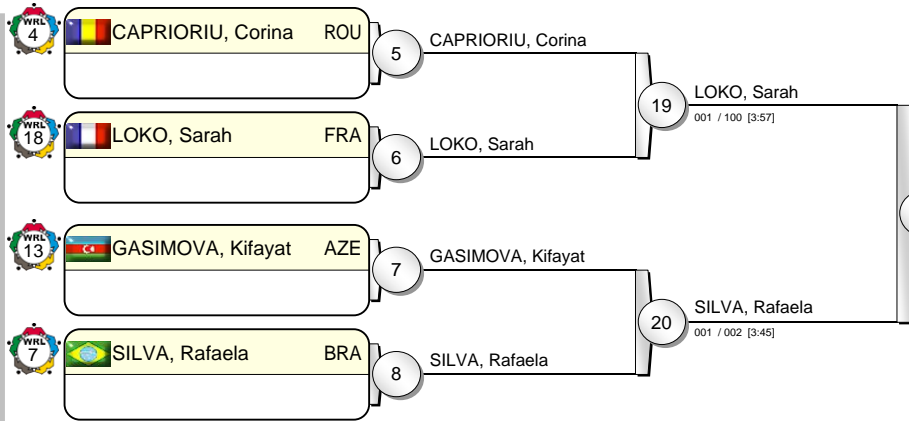 WRL
4
CAPRIORIU, Corina ROU
5
CAPRIORIU, Corina
19
LOKO, Sarah
001 / 100 [3:57]
WRL
18
LOKO, Sarah FRA
6
LOKO, Sarah
WRL
13
GASIMOVA, Kifayat AZE
7
GASIMOVA, Kifayat
20
SILVA, Rafaela
001 / 002 [3:45]
WRL
7
SILVA, Rafaela BRA
8
SILVA, Rafaela